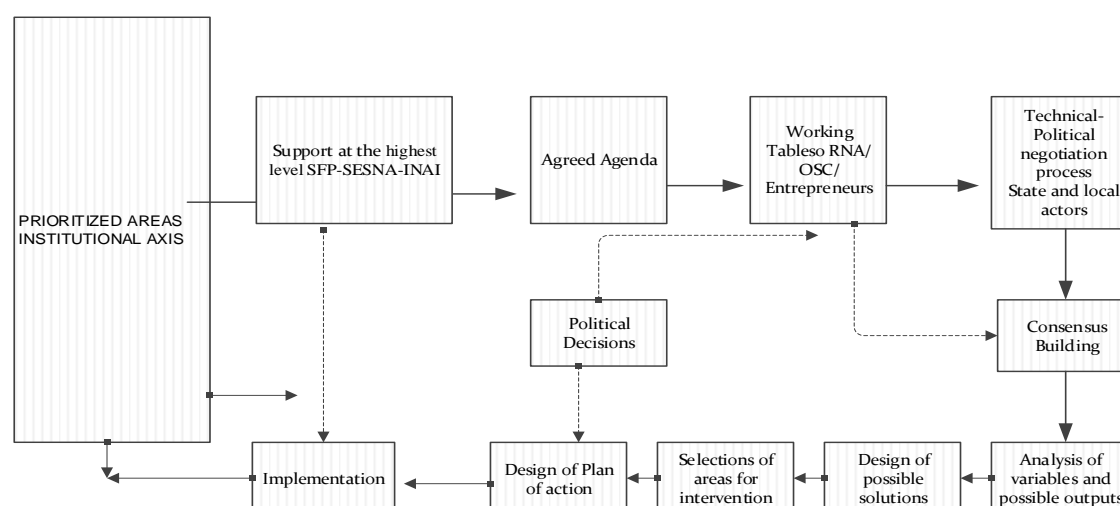 PRIORITIZED AREAS
INSTITUTIONAL AXIS
Support at the highest
level SFP-SESNA-INAI
Agreed Agenda
Working
Tableso RNA/
OSC/
Entrepreneurs
Technical-
Political
negotiation
process
State and local
actors
Political
Decisions
Consensus
Building
Implementation
Design of Plan
of action
Selections of
areas for
intervention
Design of
possible
solutions
Analysis of
variables and
possible outputs